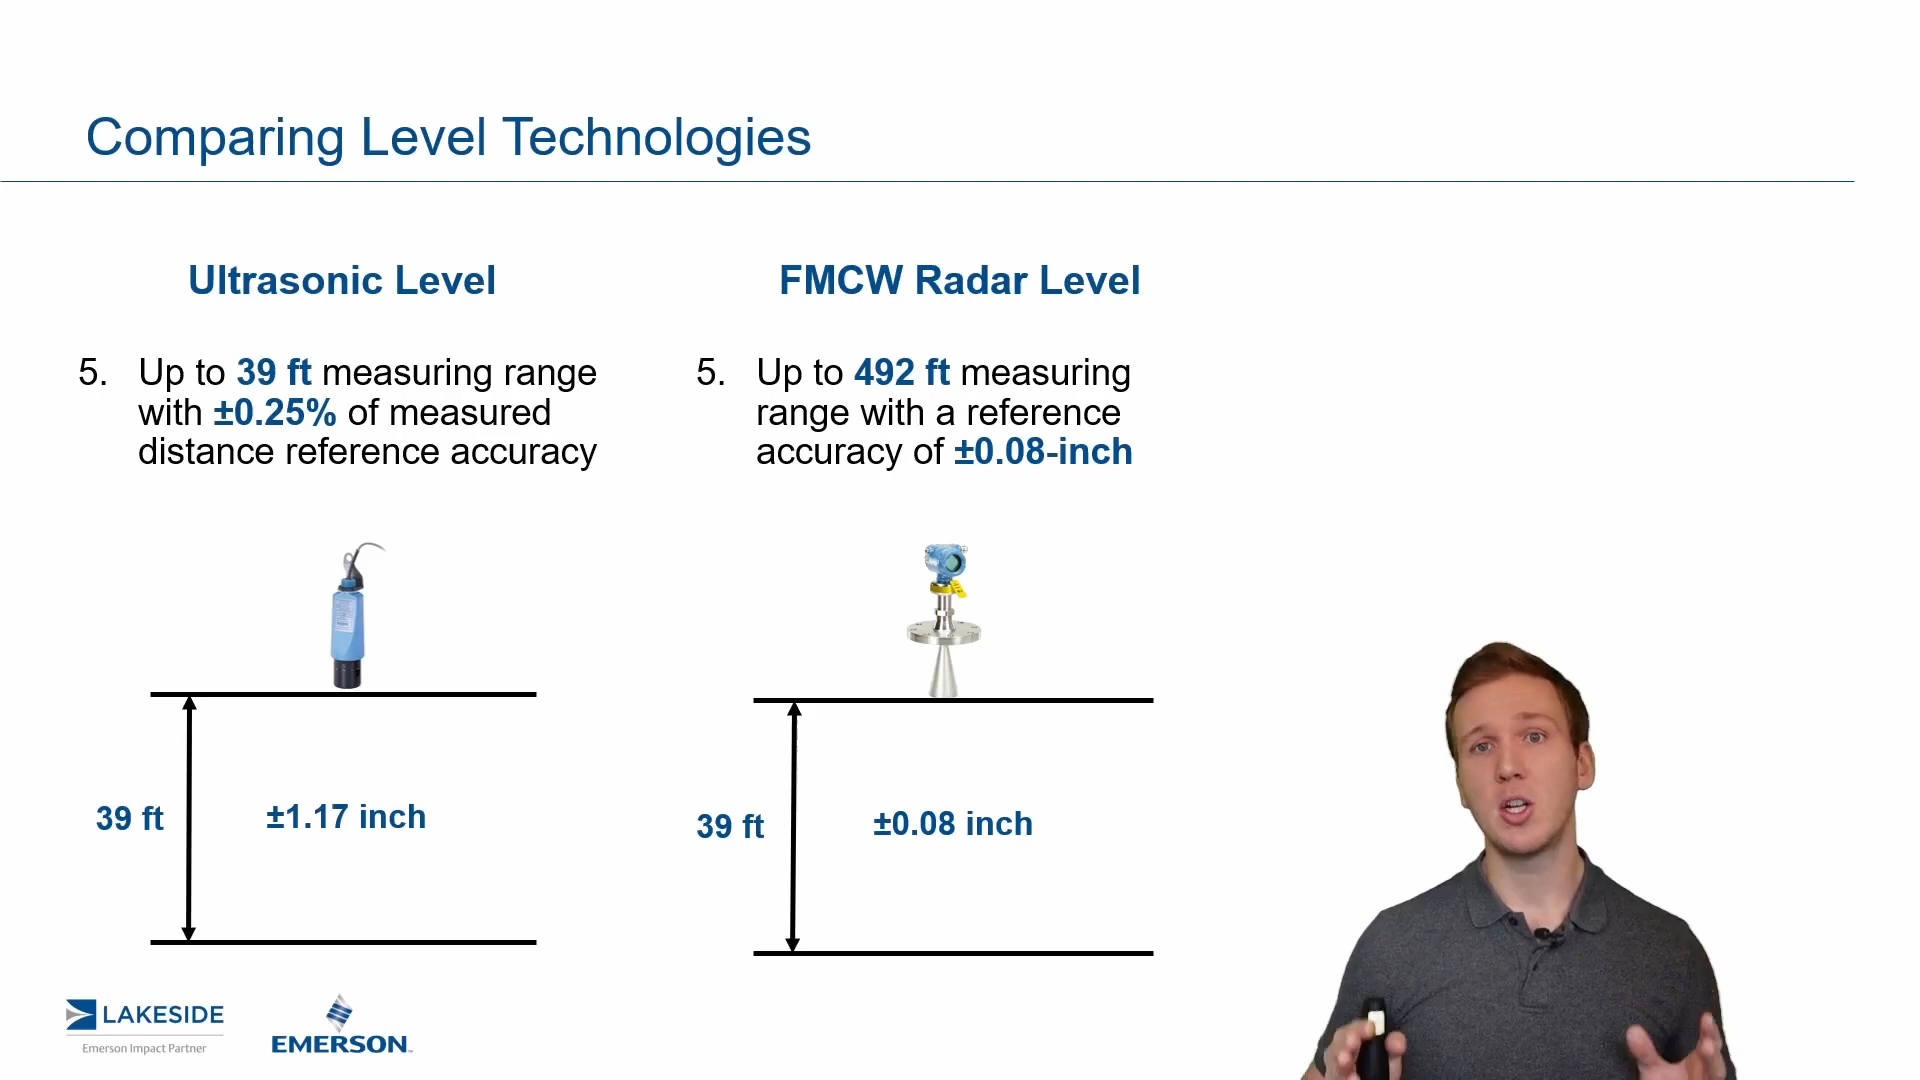 Comparing Level Technologies
Ultrasonic Level
5. Up to 39 ft measuring range
with ±0.25% of measured
distance reference accuracy
39 ft
±1.17 inch
FMCW Radar Level
5. Up to 492 ft measuring
range with a reference
accuracy of ±0.08-inch
39 ft
±0.08 inch
LAKESIDE
Emerson Impact Partner
EMERSON